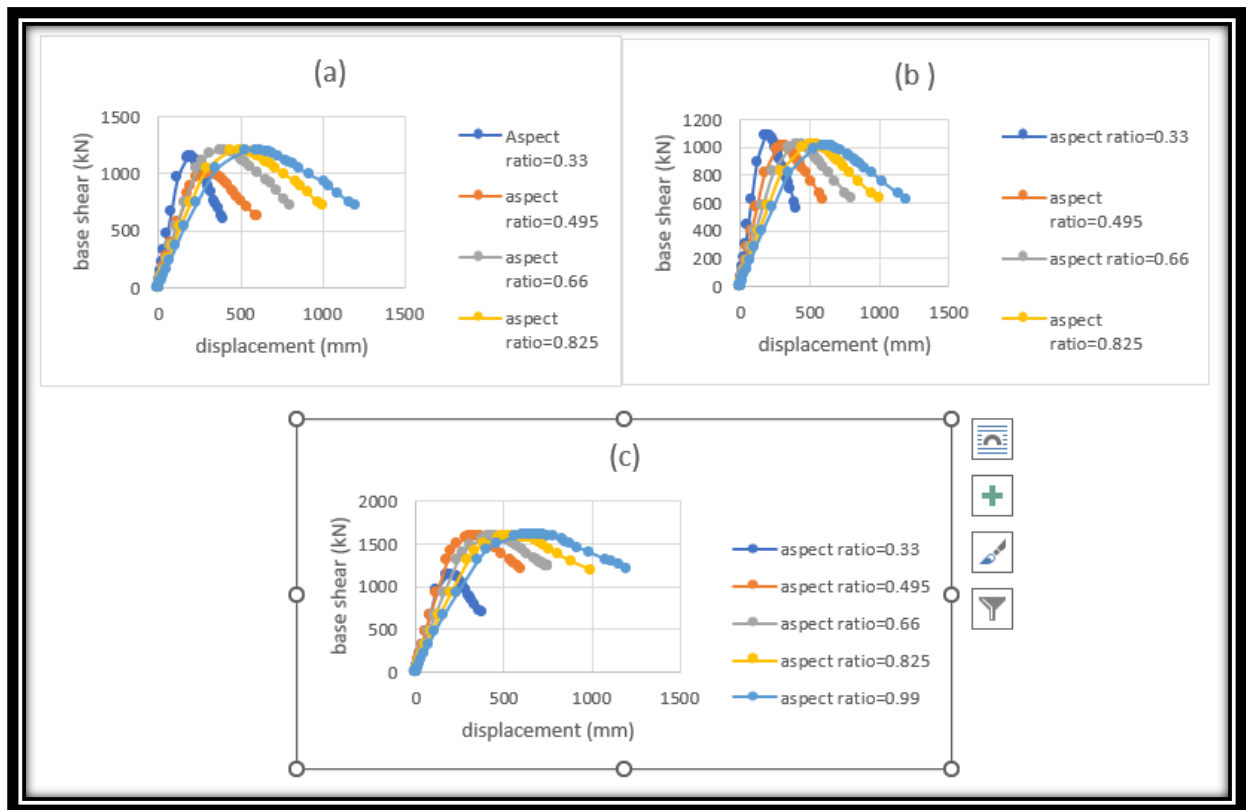 (a)
1500
1000
500
0
0 500 1000 1500
base shear (kN)
displacement (mm)
Aspect
ratio=0.33
aspect
ratio=0.495
aspect
ratio=0.66
aspect
ratio=0.825
(b )
1200
1000
800
600
400
200
0
0 500 1000 1500
base shear (kN)
displacement (mm)
aspect ratio=0.33
aspect
ratio=0.495
aspect ratio=0.66
aspect
ratio=0.825
(c)
2000
1500
1000
500
0
0 500 1000 1500
base shear (kN)
displacement (mm)
aspect ratio=0.33
aspect ratio=0.495
aspect ratio=0.66
aspect ratio=0.825
aspect ratio=0.99